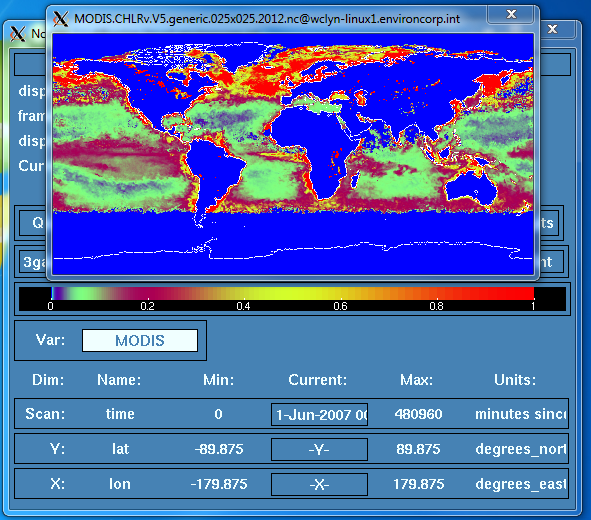 MODIS.CHLRv.V5.generic.025x025.2012.nc@wclyn-linux1.environcorp.int
No
disp
fram
disp
Cur
Q
ts
3ga
nt
0 0.2 0.4 0.6 0.8 1
Var: MODIS
Dim: Name: Min: Current: Max: Units:
Scan: time 0 1-Jun-2007 00 480960 minutes since
Y: lat -89.875 -Y- 89.875 degrees_nort
X: lon -179.875 -X- 179.875 degrees_east